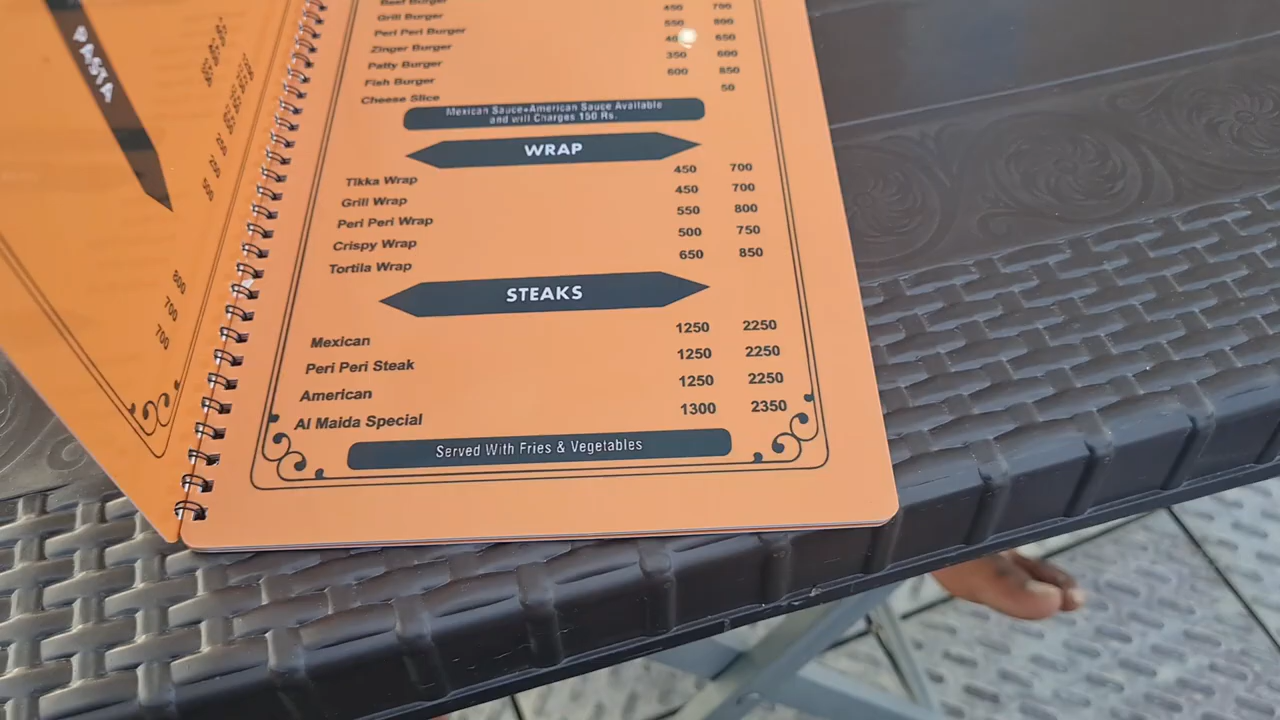 PASTA
250
250
500
800
700
700
Beef Burger 450 700
Grill Burger 550 800
Peri Peri Burger 650
Zinger Burger 350 600
Patty Burger 600 850
Fish Burger 50
Cheese Slice
Mexican Sauce+American Sauce Available
and will Charges 150 Rs.
WRAP
Tikka Wrap 450 700
Grill Wrap 450 700
Peri Peri Wrap 550 800
Crispy Wrap 500 750
Tortila Wrap 650 850
STEAKS
Mexican 1250 2250
Peri Peri Steak 1250 2250
American 1250 2250
Al Maida Special 1300 2350
Served With Fries & Vegetables